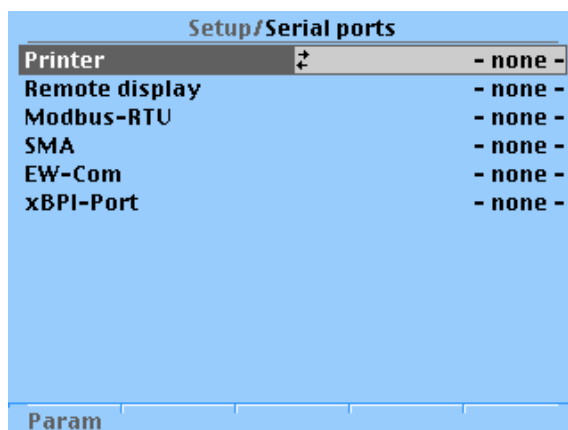 Setup/Serial ports
Printer - none -
Remote display - none -
Modbus-RTU - none -
SMA - none -
EW-Com - none -
xBPI-Port - none -
Param